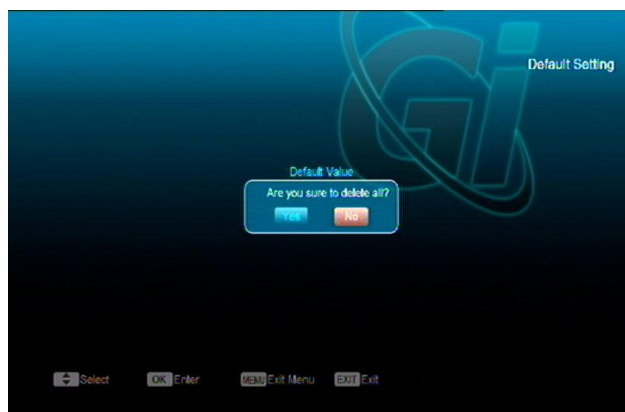 Gi
Default Setting
Default Value
Are you sure to delete all?
Yes No
Select OK Enter MENU Exit Menu EXIT Exit